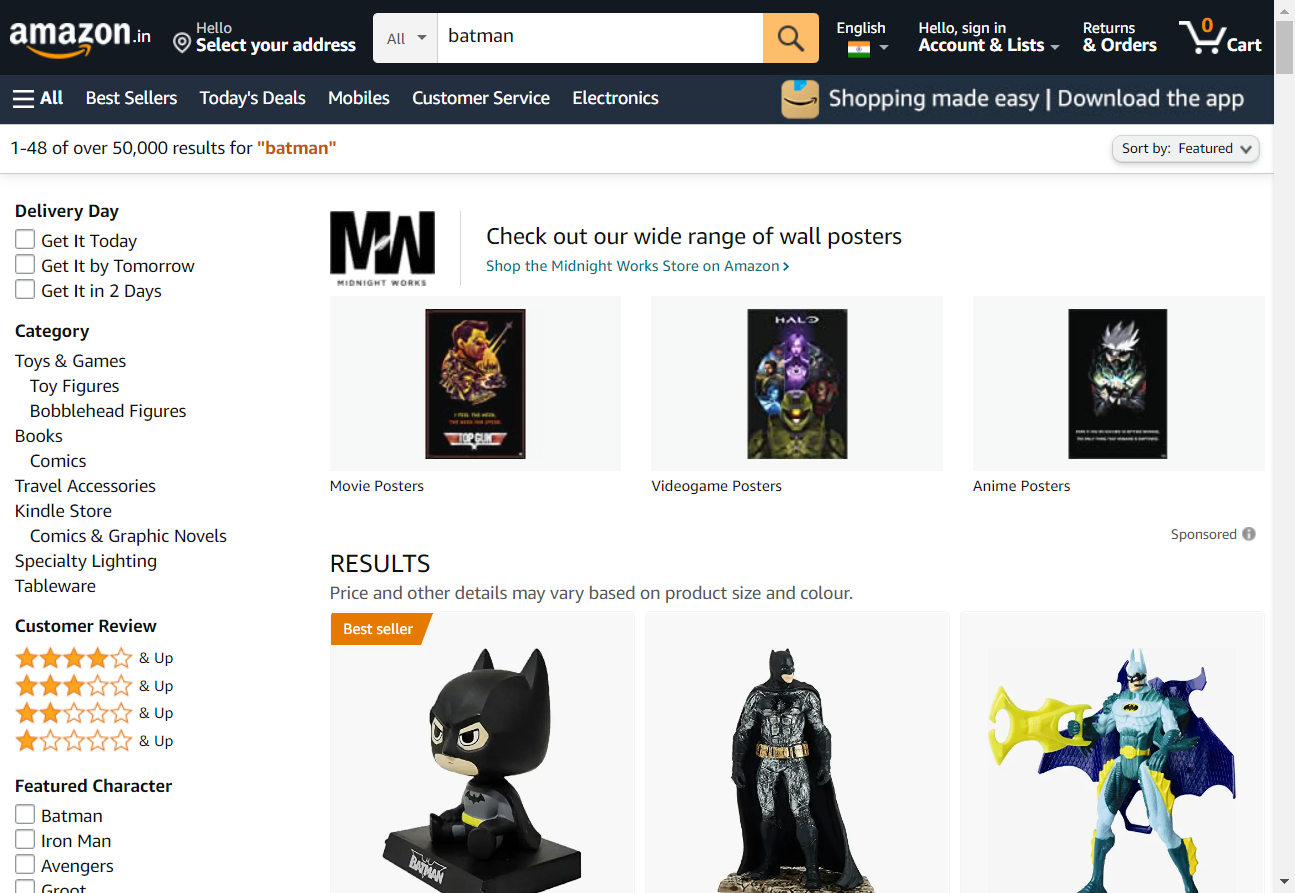 amazon.in
Hello
Select your address
All
batman
English
Hello, sign in
Account & Lists
Returns
& Orders
0
Cart
All
Best Sellers
Today's Deals
Mobiles
Customer Service
Electronics
Shopping made easy | Download the app
1-48 of over 50,000 results for "batman"
Sort by: Featured
Delivery Day
Get It Today
Get It by Tomorrow
Get It in 2 Days
Category
Toys & Games
Toy Figures
Bobblehead Figures
Books
Comics
Travel Accessories
Kindle Store
Comics & Graphic Novels
Specialty Lighting
Tableware
Customer Review
& Up
& Up
& Up
& Up
Featured Character
Batman
Iron Man
Avengers
Groot
MW
MIDNIGHT WORKS
Check out our wide range of wall posters
Shop the Midnight Works Store on Amazon
I FEEL THE NEED,
THE NEED FOR SPEED.
TOP GUN
HALO
Movie Posters
Videogame Posters
Anime Posters
Sponsored
RESULTS
Price and other details may vary based on product size and colour.
Best seller
BATMAN